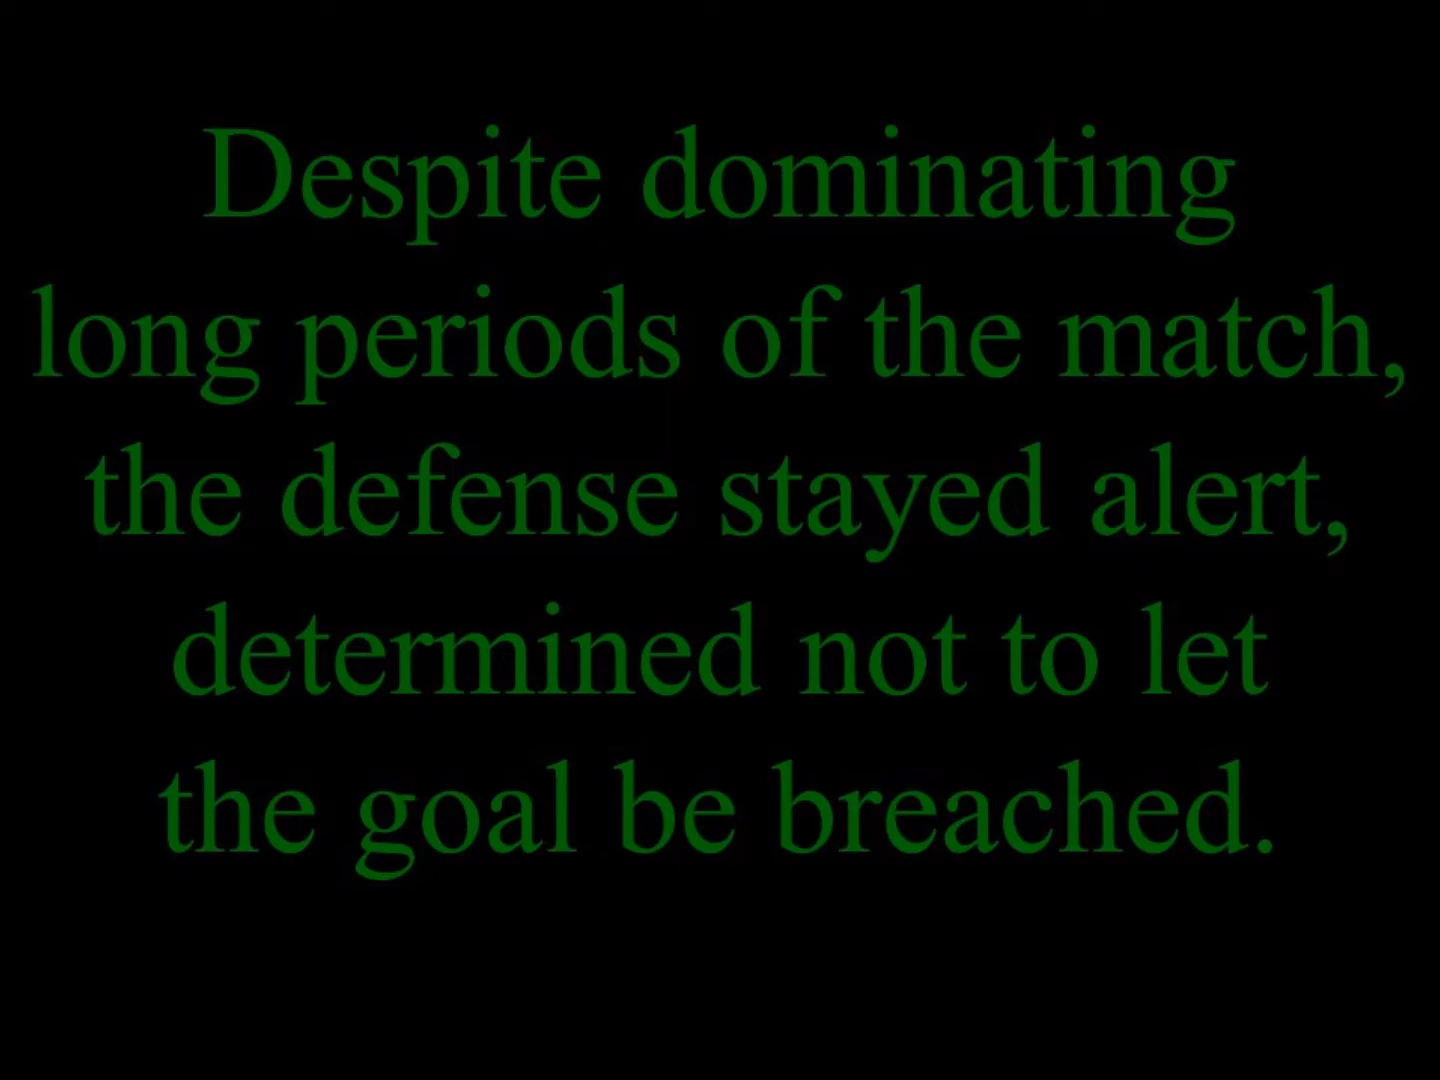 Despite dominating
long periods of the match,
the defense stayed alert,
determined not to let
the goal be breached.